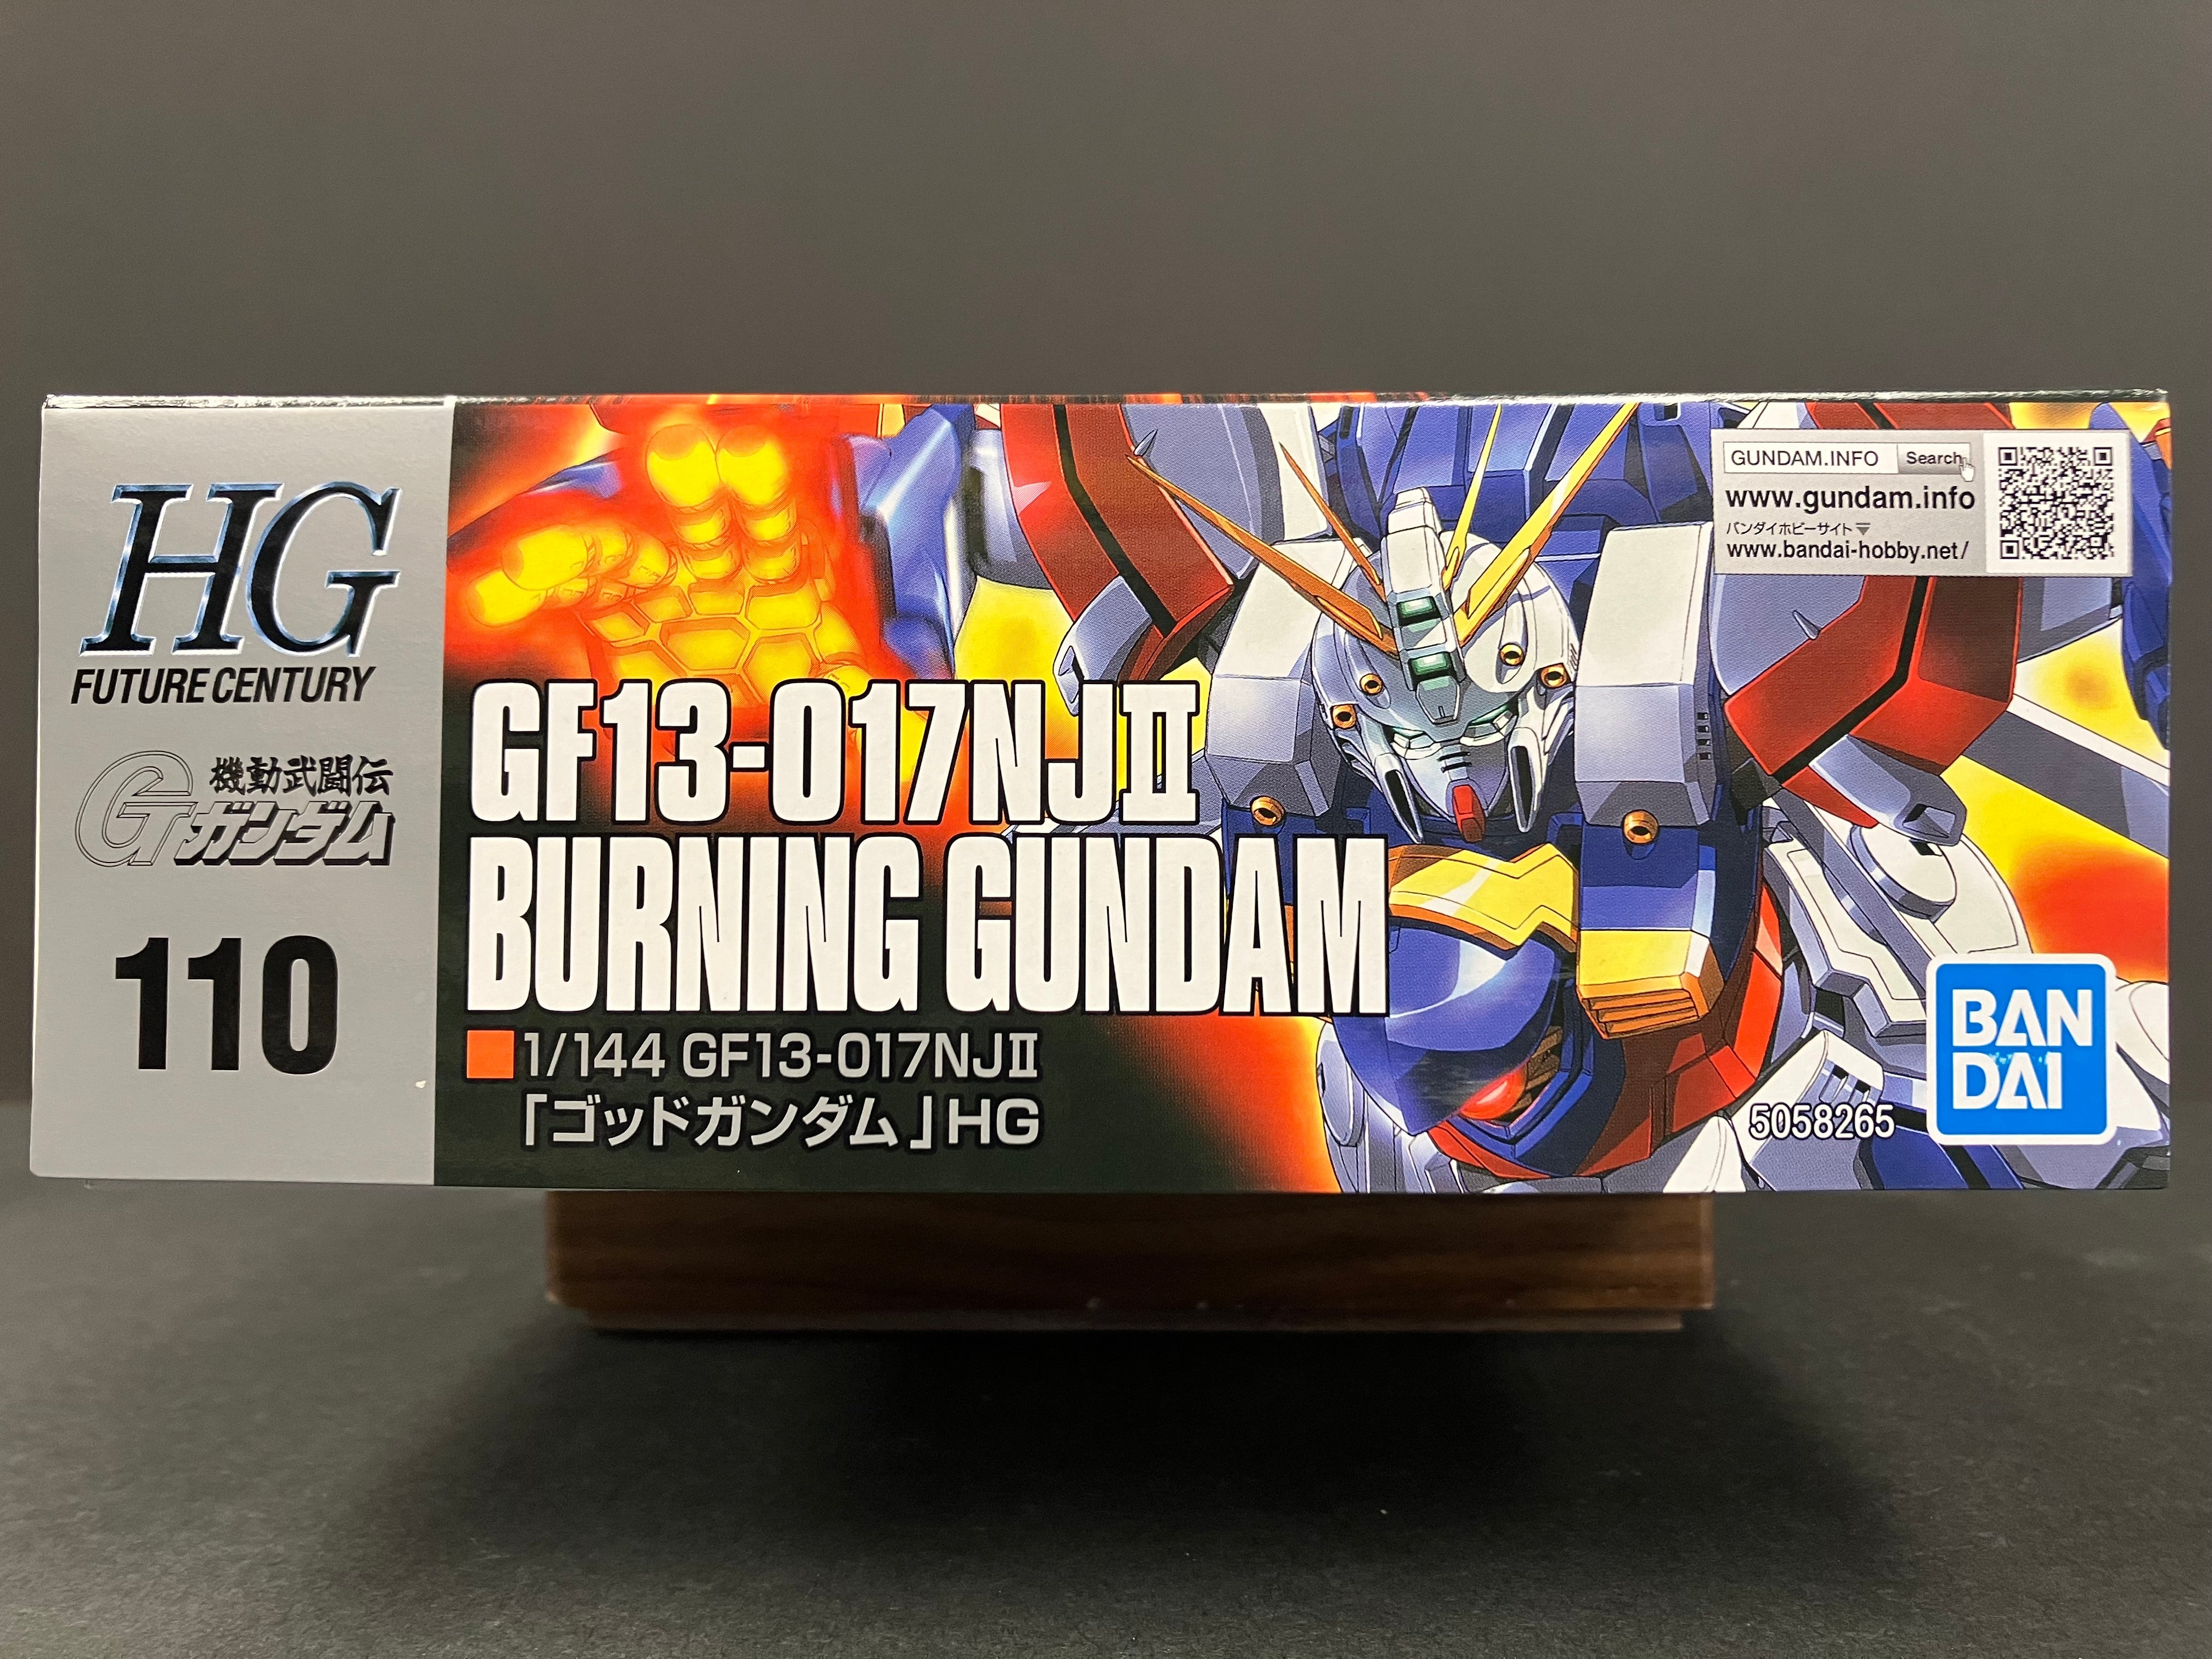 HG
FUTURE CENTURY
機動武闘伝
Gガンダム
110
GF13-017NJⅡ
BURNING GUNDAM
1/144 GF13-017NJⅡ
「ゴッドガンダム」HG
GUNDAM.INFO Search
www.gundam.info
バンダイホビーサイト▼
www.bandai-hobby.net/
5058265
BAN
DAI